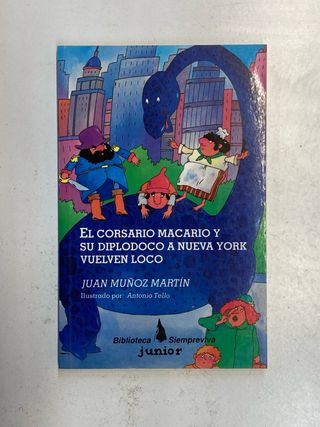 EL CORSARIO MACARIO Y
SU DIPLODOCO A NUEVA YORK
VUELVEN LOCO
JUAN MUÑOZ MARTÍN
Ilustrado por: Antonio Tello
Biblioteca Siempreviva
junior